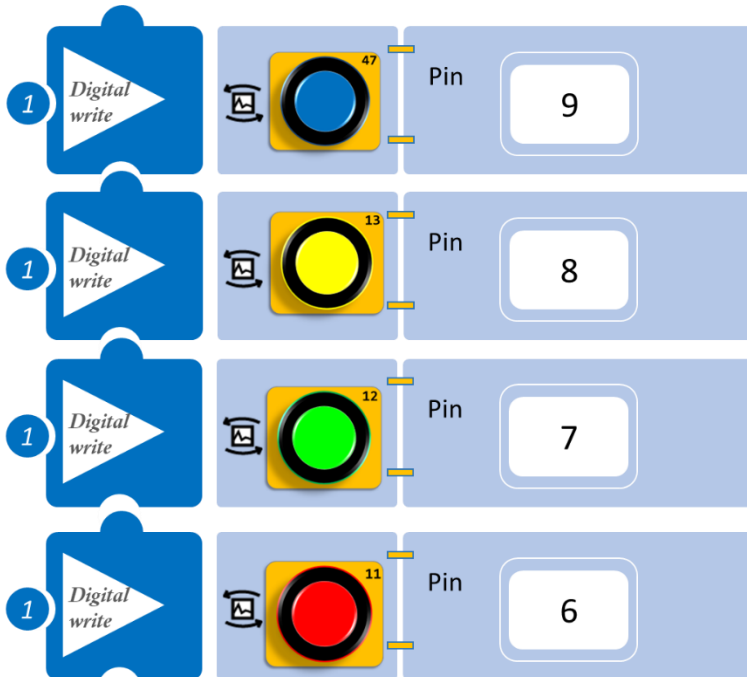 1 Digital write 47 Pin 9
1 Digital write 13 Pin 8
1 Digital write 12 Pin 7
1 Digital write 11 Pin 6